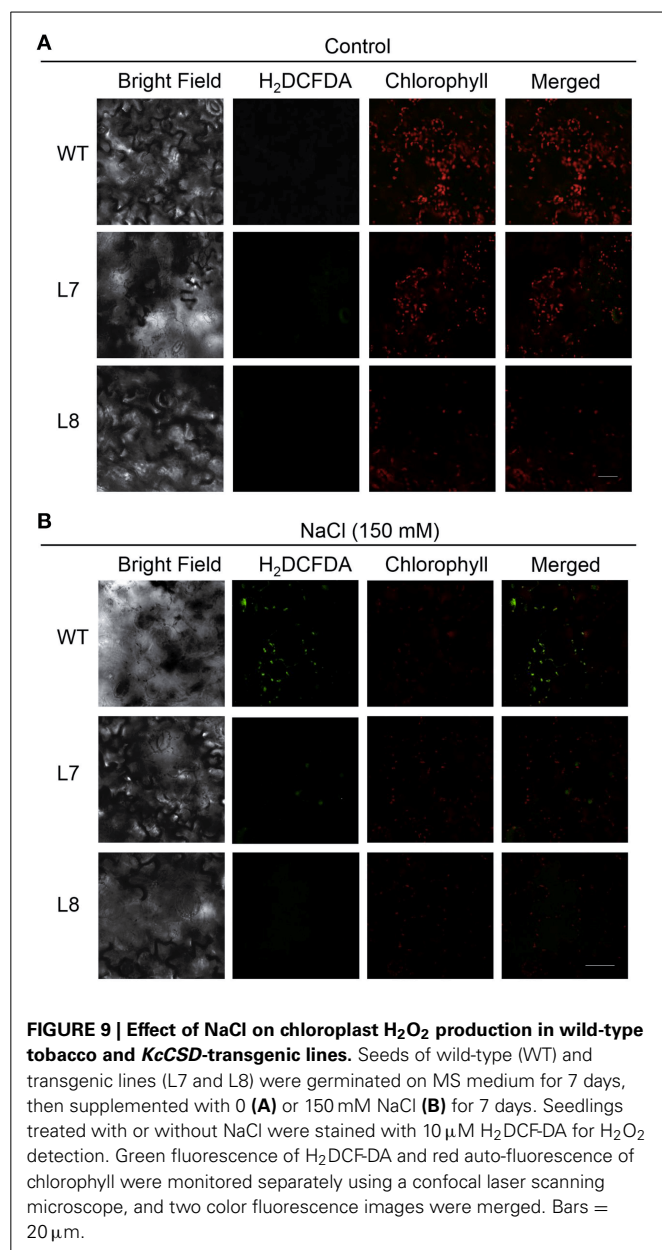 A
Control
Bright Field H₂DCFDA Chlorophyll Merged
WT
L7
L8
B
NaCl (150 mM)
Bright Field H₂DCFDA Chlorophyll Merged
WT
L7
L8
FIGURE 9 | Effect of NaCl on chloroplast H₂O₂ production in wild-type
tobacco and KcCSD-transgenic lines. Seeds of wild-type (WT) and
transgenic lines (L7 and L8) were germinated on MS medium for 7 days,
then supplemented with 0 (A) or 150 mM NaCl (B) for 7 days. Seedlings
treated with or without NaCl were stained with 10 μM H₂DCF-DA for H₂O₂
detection. Green fluorescence of H₂DCF-DA and red auto-fluorescence of
chlorophyll were monitored separately using a confocal laser scanning
microscope, and two color fluorescence images were merged. Bars =
20 μm.